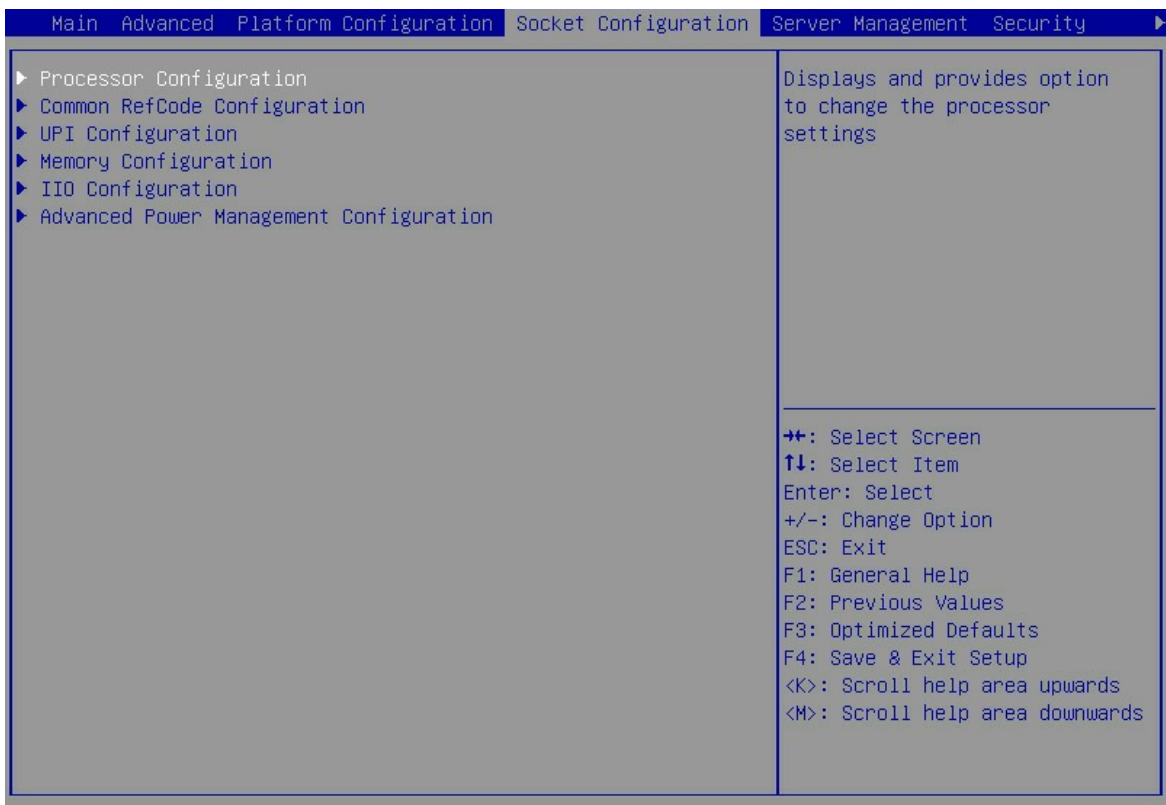 Main Advanced Platform Configuration Socket Configuration Server Management Security ▶
▶ Processor Configuration
▶ Common RefCode Configuration
▶ UPI Configuration
▶ Memory Configuration
▶ IIO Configuration
▶ Advanced Power Management Configuration
Displays and provides option
to change the processor
settings
→←: Select Screen
↑↓: Select Item
Enter: Select
+/-: Change Option
ESC: Exit
F1: General Help
F2: Previous Values
F3: Optimized Defaults
F4: Save & Exit Setup
<K>: Scroll help area upwards
<M>: Scroll help area downwards